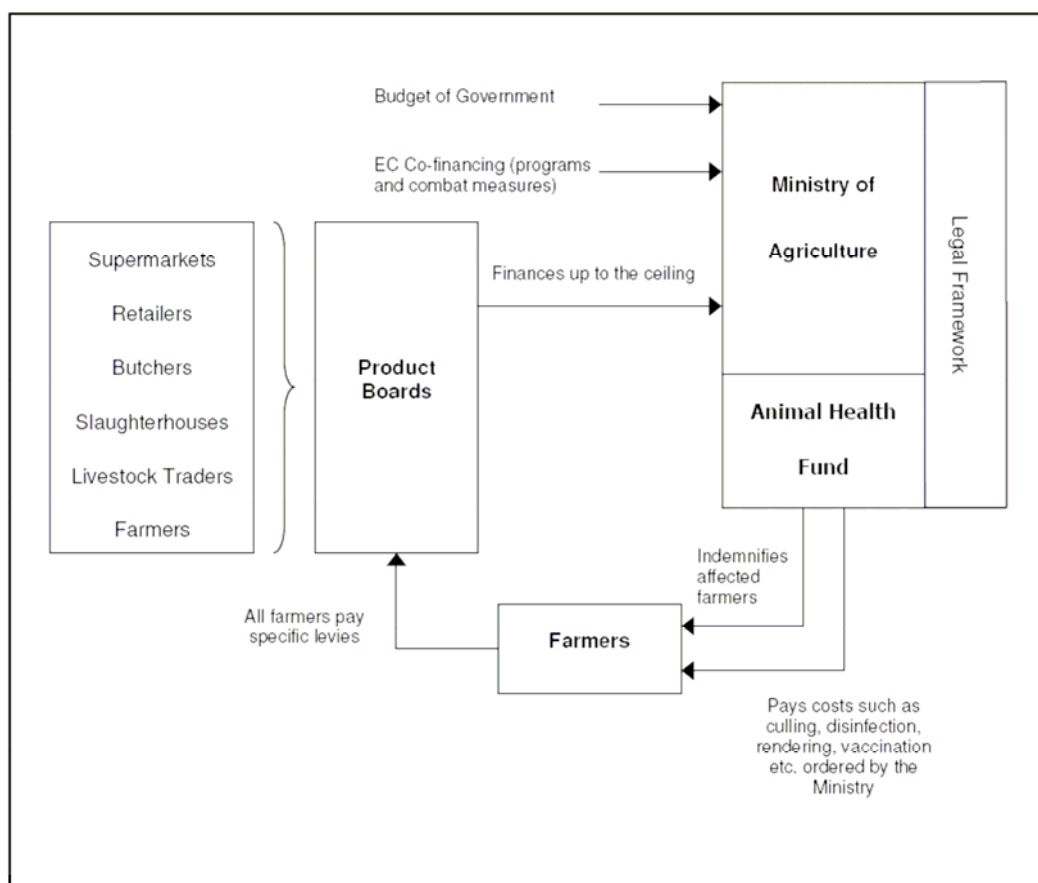 Budget of Government
EC Co-financing (programs
and combat measures)
Ministry of
Agriculture
Legal Framework
Supermarkets
Retailers
Butchers
Slaughterhouses
Livestock Traders
Farmers
Product
Boards
Finances up to the ceiling
Animal Health
Fund
Indemnifies
affected
farmers
All farmers pay
specific levies
Farmers
Pays costs such as
culling, disinfection,
rendering, vaccination
etc. ordered by the
Ministry